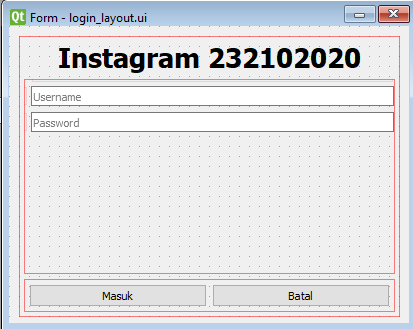 Qt Form - login_layout.ui
Instagram 232102020
Username
Password
Masuk Batal